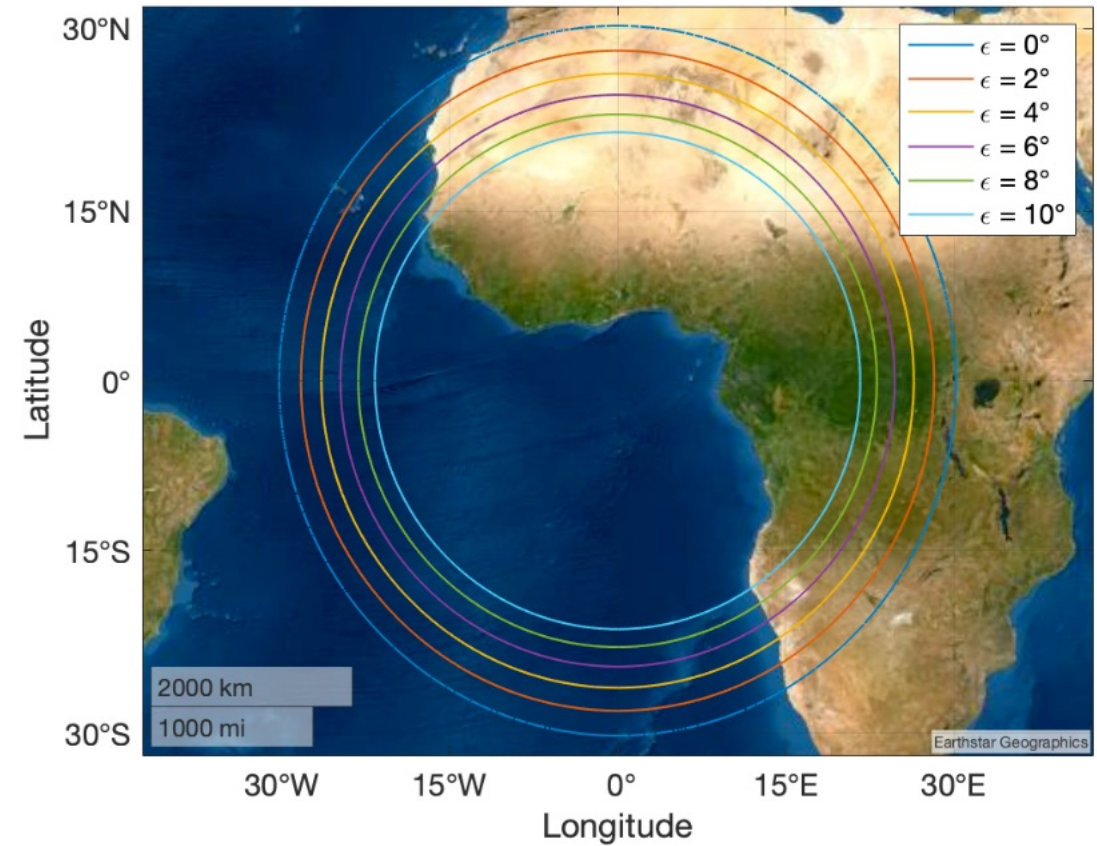 30°N
15°N
0°
15°S
30°S
Latitude
ϵ = 0°
ϵ = 2°
ϵ = 4°
ϵ = 6°
ϵ = 8°
ϵ = 10°
2000 km
1000 mi
Earthstar Geographics
30°W 15°W 0° 15°E 30°E
Longitude